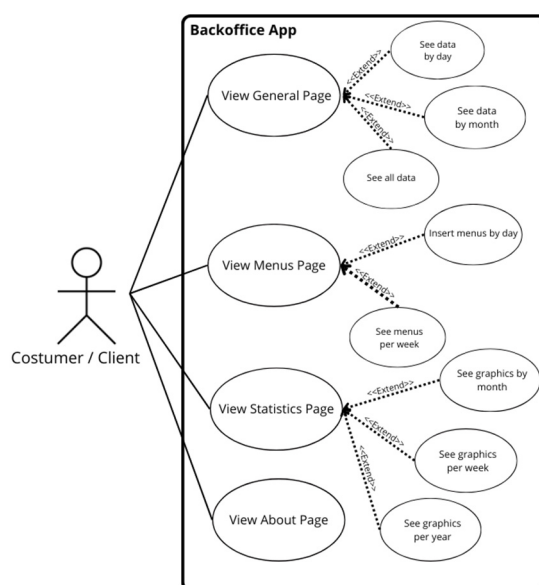 Backoffice App
See data
by day
<<Extend>>
View General Page
<<Extend>>
See data
by month
<<Extend>>
See all data
Insert menus by day
<<Extend>>
View Menus Page
<<Extend>>
See menus
per week
Costumer / Client
See graphics by
month
<<Extend>>
View Statistics Page
<<Extend>>
See graphics
per week
<<Extend>>
View About Page
See graphics
per year